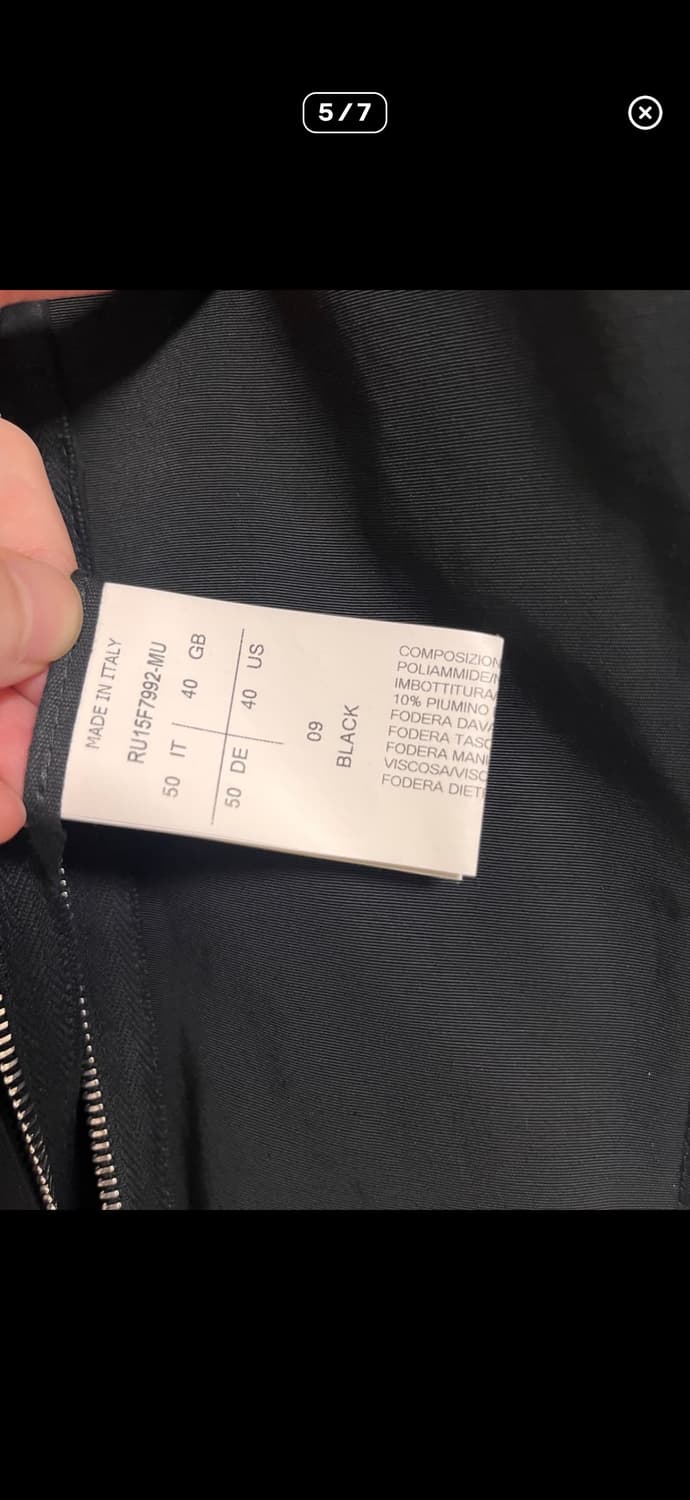 5/7
MADE IN ITALY
RU15F7992-MU
50 IT 40 GB
50 DE 40 US
09
BLACK
COMPOSIZION
POLIAMMIDE/
IMBOTTITURA/
10% PIUMINO
FODERA DAVA
FODERA TASC
FODERA MANI
VISCOSA/VISC
FODERA DIET